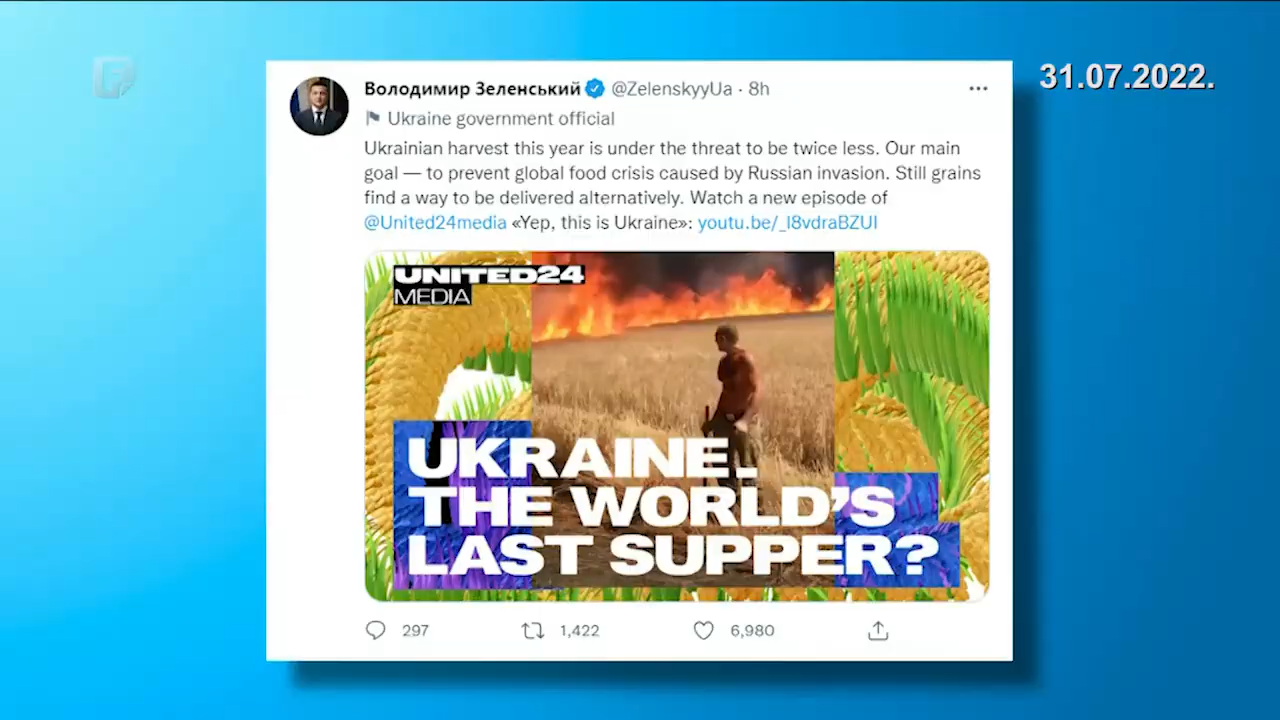 31.07.2022.
Володимир Зеленський @ZelenskyyUa · 8h
Ukraine government official
Ukrainian harvest this year is under the threat to be twice less. Our main
goal — to prevent global food crisis caused by Russian invasion. Still grains
find a way to be delivered alternatively. Watch a new episode of
@United24media «Yep, this is Ukraine»: youtu.be/_l8vdraBZUI
UNITED24
MEDIA
UKRAINE.
THE WORLD'S
LAST SUPPER?
297 1,422 6,980